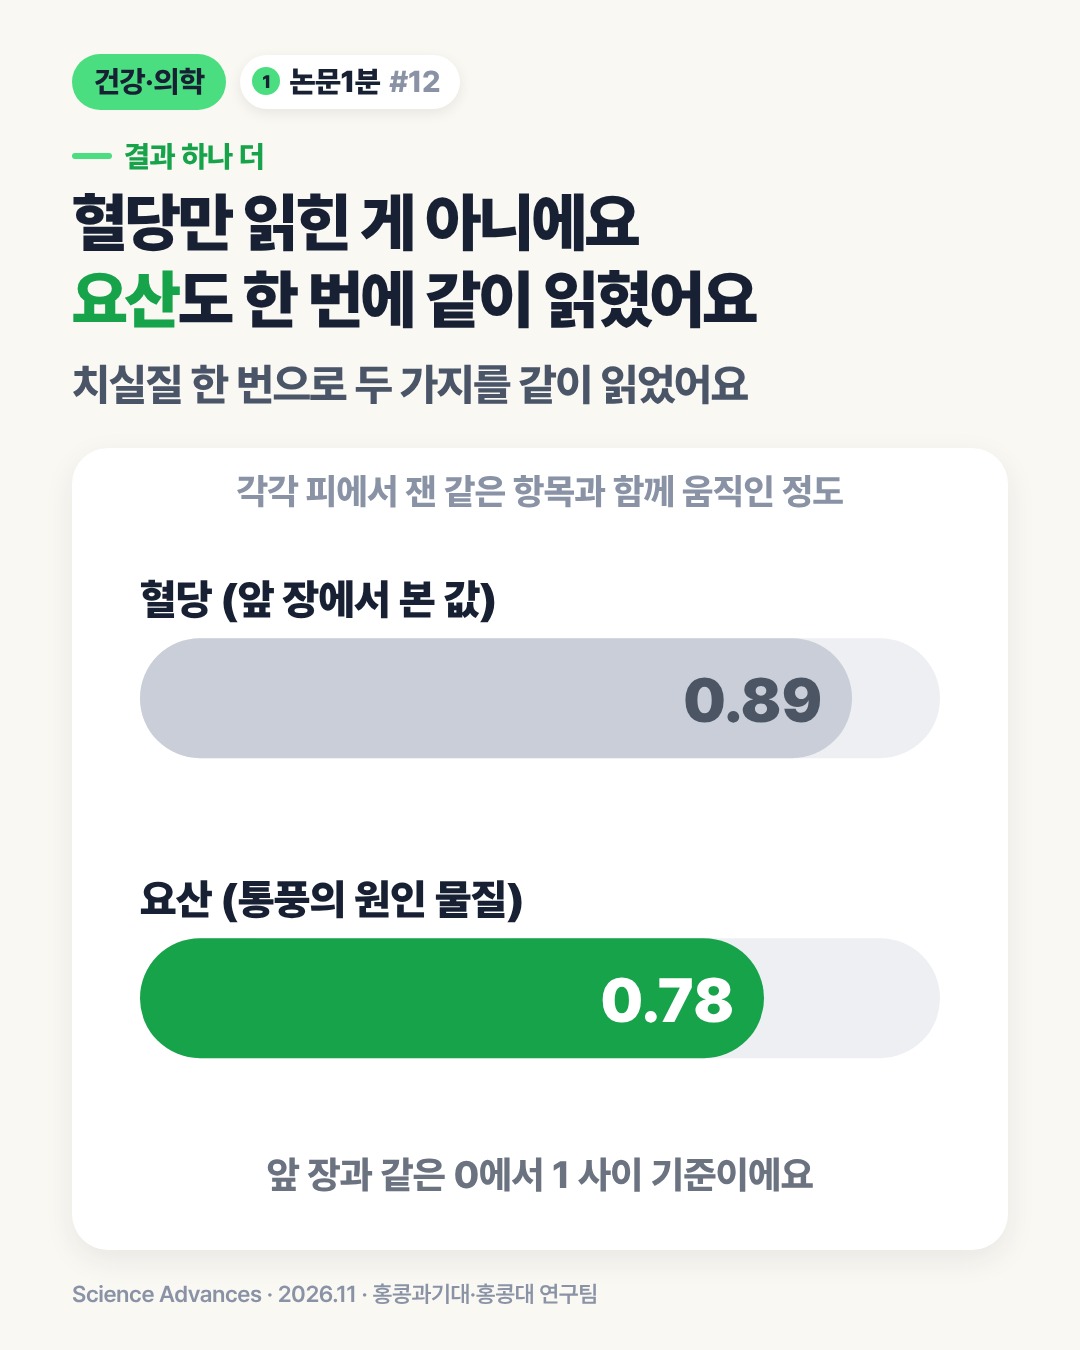 건강·의학
1 논문1분 #12
결과 하나 더
혈당만 읽힌 게 아니에요
요산도 한 번에 같이 읽혔어요
치실질 한 번으로 두 가지를 같이 읽었어요
각각 피에서 잰 같은 항목과 함께 움직인 정도
혈당 (앞 장에서 본 값)
0.89
요산 (통풍의 원인 물질)
0.78
앞 장과 같은 0에서 1 사이 기준이에요
Science Advances · 2026.11 · 홍콩과기대·홍콩대 연구팀